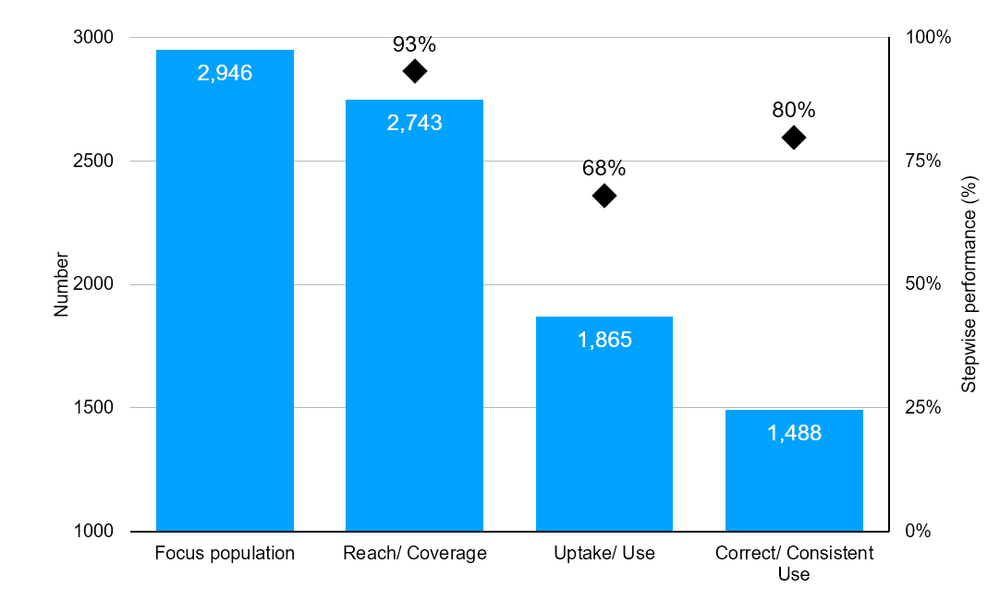 3000
2500
2000
1500
1000
Number
2,946
93%
2,743
68%
1,865
80%
1,488
100%
75%
50%
25%
0%
Stepwise performance (%)
Focus population
Reach/ Coverage
Uptake/ Use
Correct/ Consistent
Use